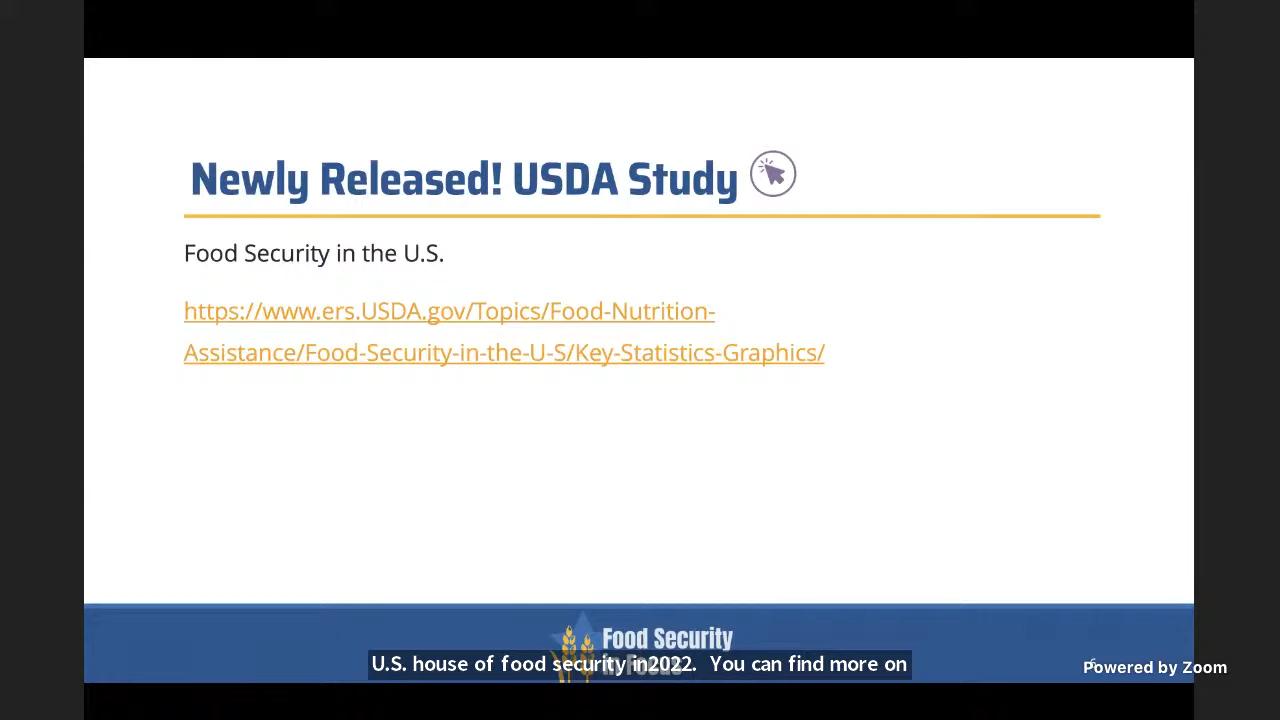 Newly Released! USDA Study
Food Security in the U.S.
https://www.ers.USDA.gov/Topics/Food-Nutrition-
Assistance/Food-Security-in-the-U-S/Key-Statistics-Graphics/
Food Security
in Focus
U.S. house of food security in2022. You can find more on
Powered by Zoom